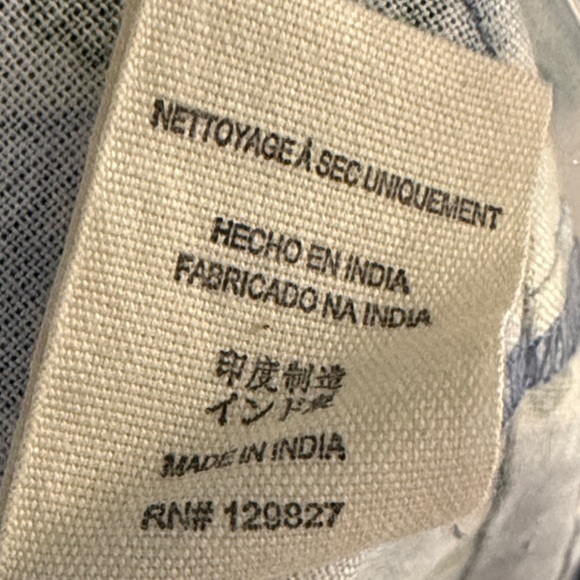 NETTOYAGE À SEC UNIQUEMENT
HECHO EN INDIA
FABRICADO NA INDIA
印度制造
インド製
MADE IN INDIA
RN# 129827